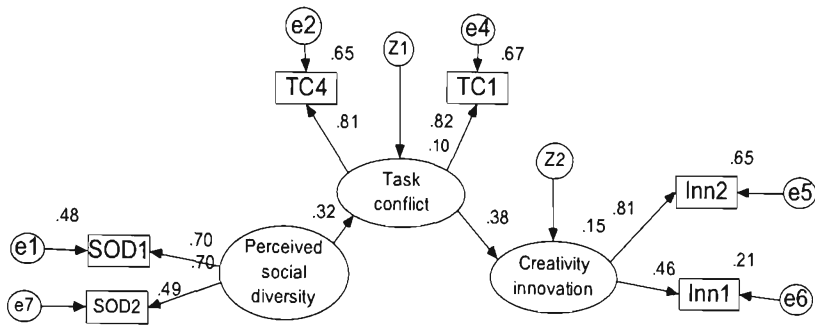 e2
.65
Z1
e4
.67
TC4
TC1
.81
.82
.10
Task
conflict
Z2
.65
Inn2
e5
.32
.38
.15
.81
.48
e1
SOD1
.70
.70
Perceived
social
diversity
Creativity
innovation
.46
.21
e7
SOD2
.49
Inn1
e6